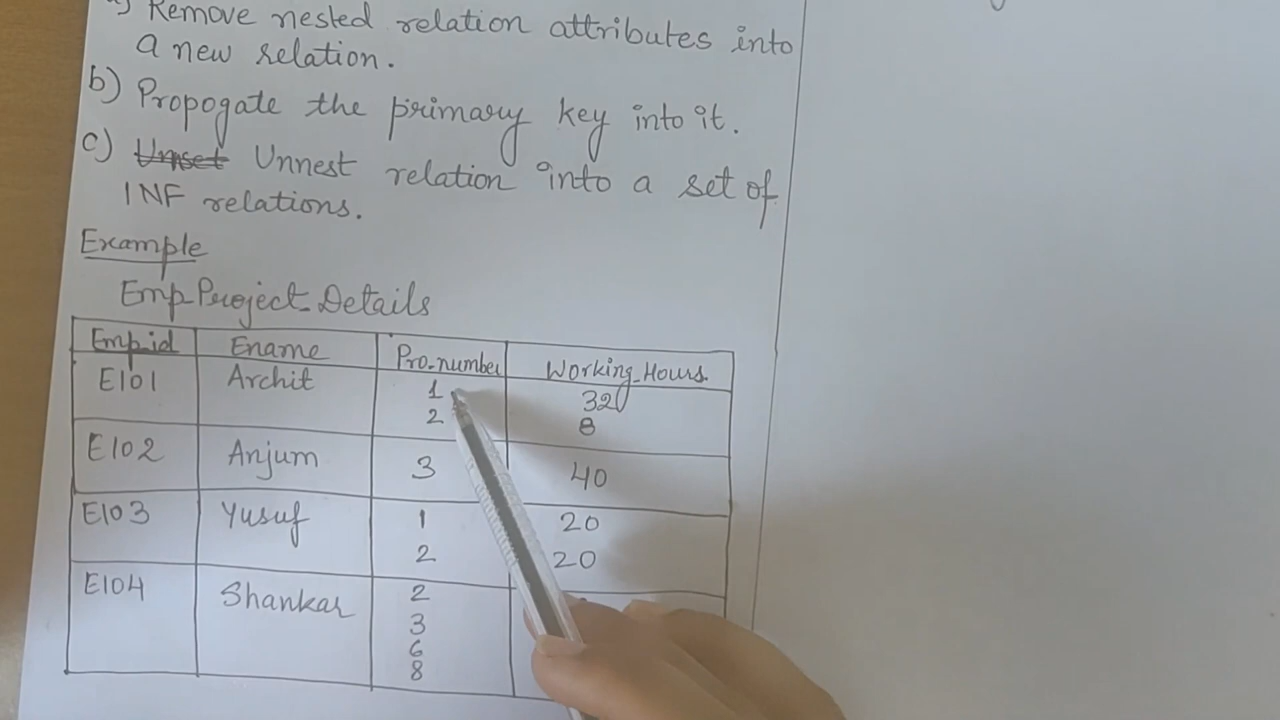 Remove nested relation attributes into
a new relation.
b) Propogate the primary key into it.
c) Unset Unnest relation into a set of
1NF relations.
Example
Emp_Project_Details
Emp_id Ename Pro_number Working_Hours.
E101 Archit 1 32
2 8
E102 Anjum 3 40
E103 Yusuf 1 20
2 20
E104 Shankar 2
3
6
8